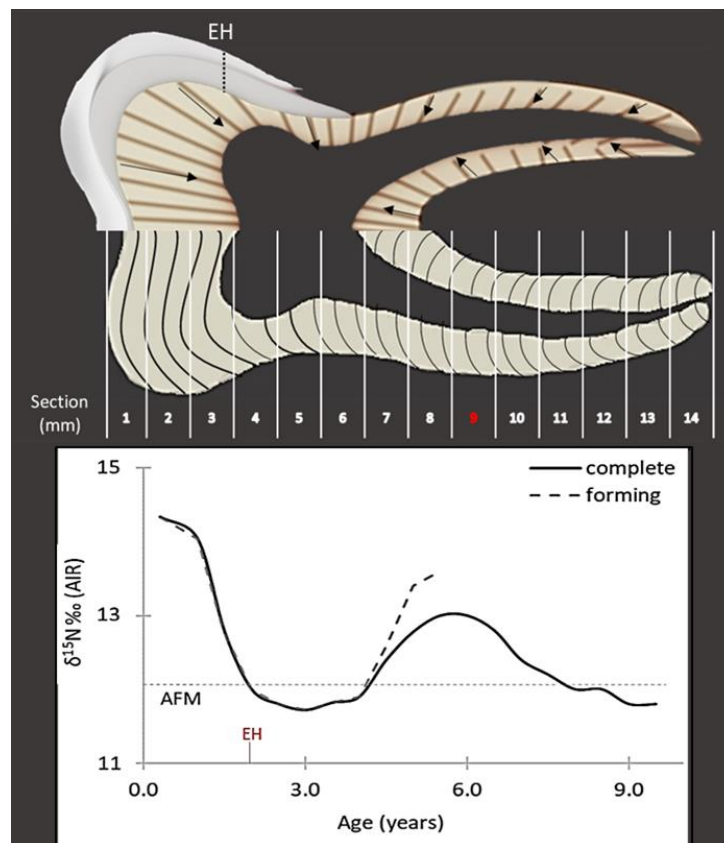 EH
Section
(mm)
1 2 3 4 5 6 7 8 9 10 11 12 13 14
15
complete
forming
δ¹⁵N ‰ (AIR)
13
AFM
EH
11
0.0 3.0 6.0 9.0
Age (years)